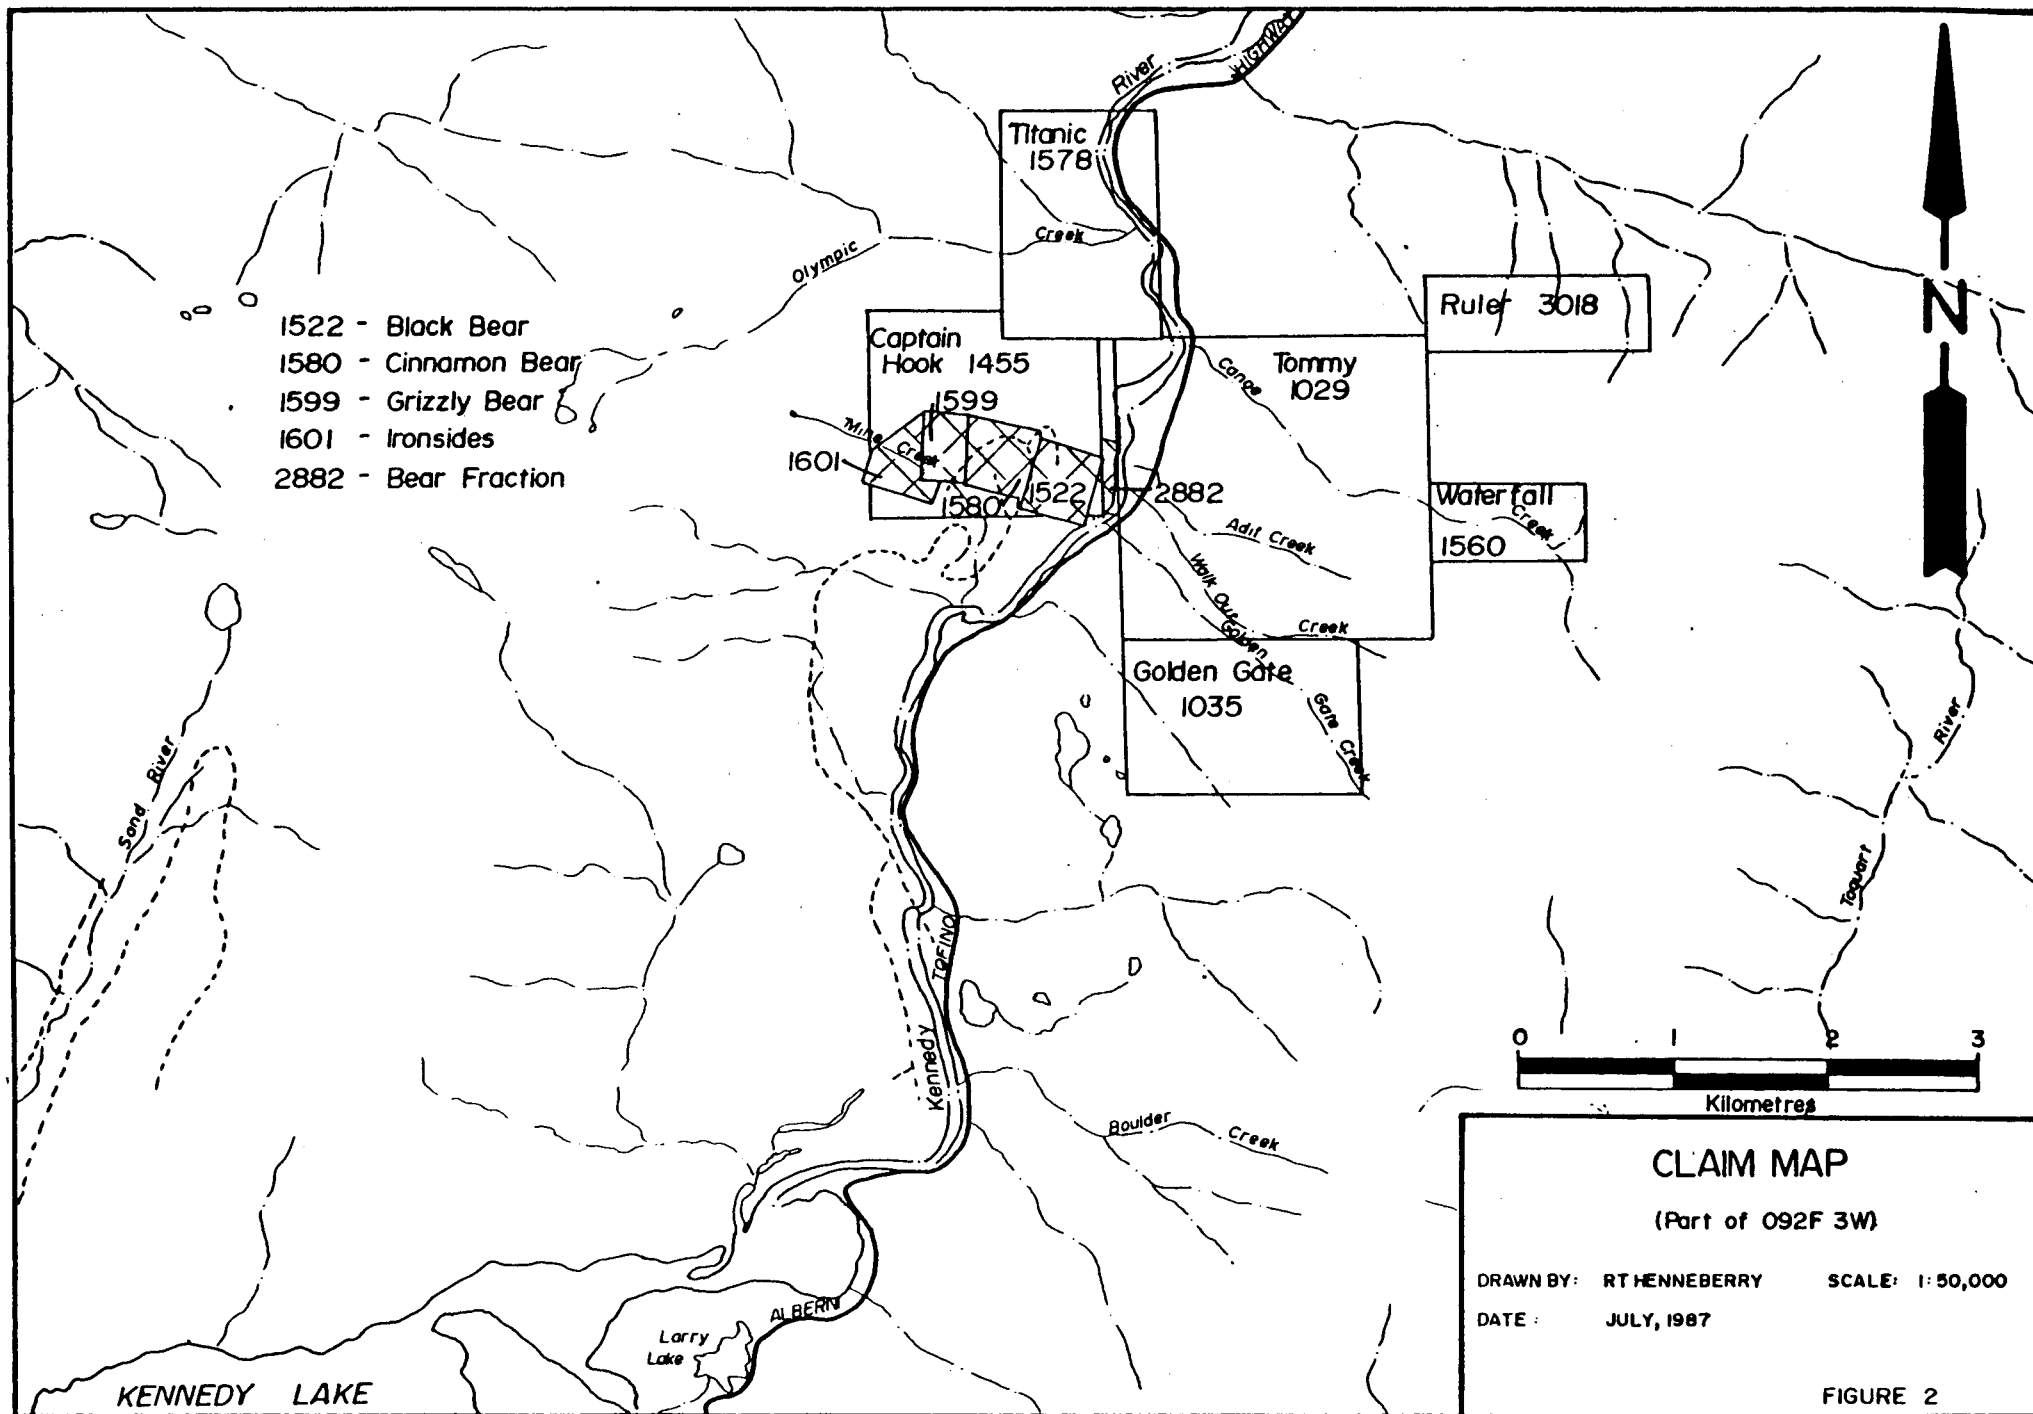 River
HIGHWAY
Titanic
1578
Creek
Olympic
1522 - Black Bear
1580 - Cinnamon Bear
1599 - Grizzly Bear
1601 - Ironsides
2882 - Bear Fraction
Captain
Hook 1455
1599
Mine Creek
1601
1580
1522
2882
Ruler 3018
Tommy
1029
Canoe
Waterfall
Creek
1560
Adit Creek
Walk Out
Creek
Golden
Gate Creek
Golden Gate
1035
N
Sand River
River
Toquart
TOFINO
Kennedy
Boulder Creek
ALBERNI
Larry
Lake
KENNEDY LAKE
0 1 2 3
Kilometres
CLAIM MAP
(Part of 092F 3W)
DRAWN BY: RT HENNEBERRY SCALE: 1:50,000
DATE: JULY, 1987
FIGURE 2